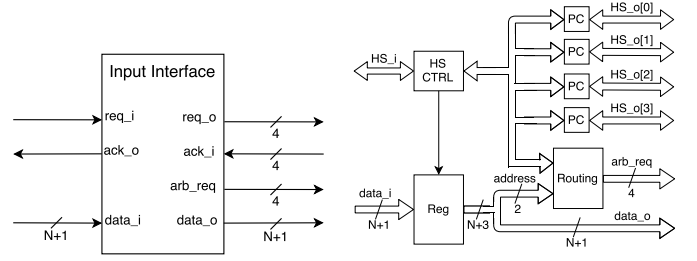 Input Interface
req_i
req_o
4
ack_o
ack_i
4
arb_req
4
data_i
data_o
N+1
N+1
HS_i
HS
CTRL
PC
HS_o[0]
PC
HS_o[1]
PC
HS_o[2]
PC
HS_o[3]
data_i
N+1
Reg
N+3
address
2
Routing
arb_req
4
data_o
N+1